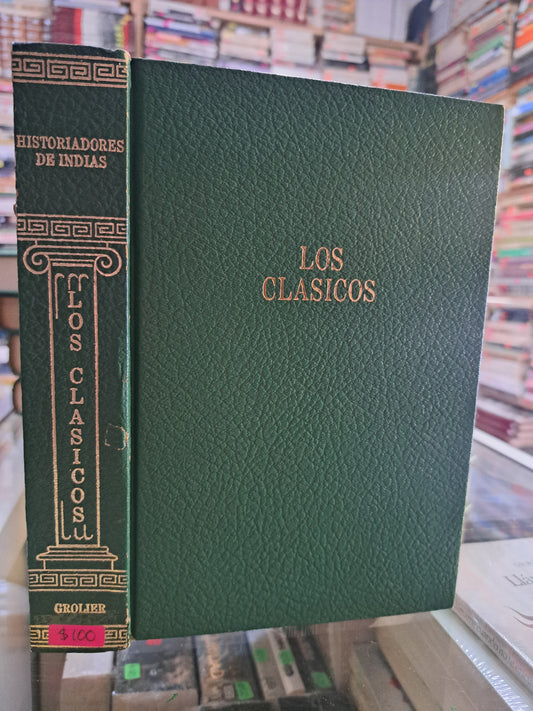 HISTORIADORES
DE INDIAS
LOS CLASICOS
GROLIER
$100
LOS
CLASICOS